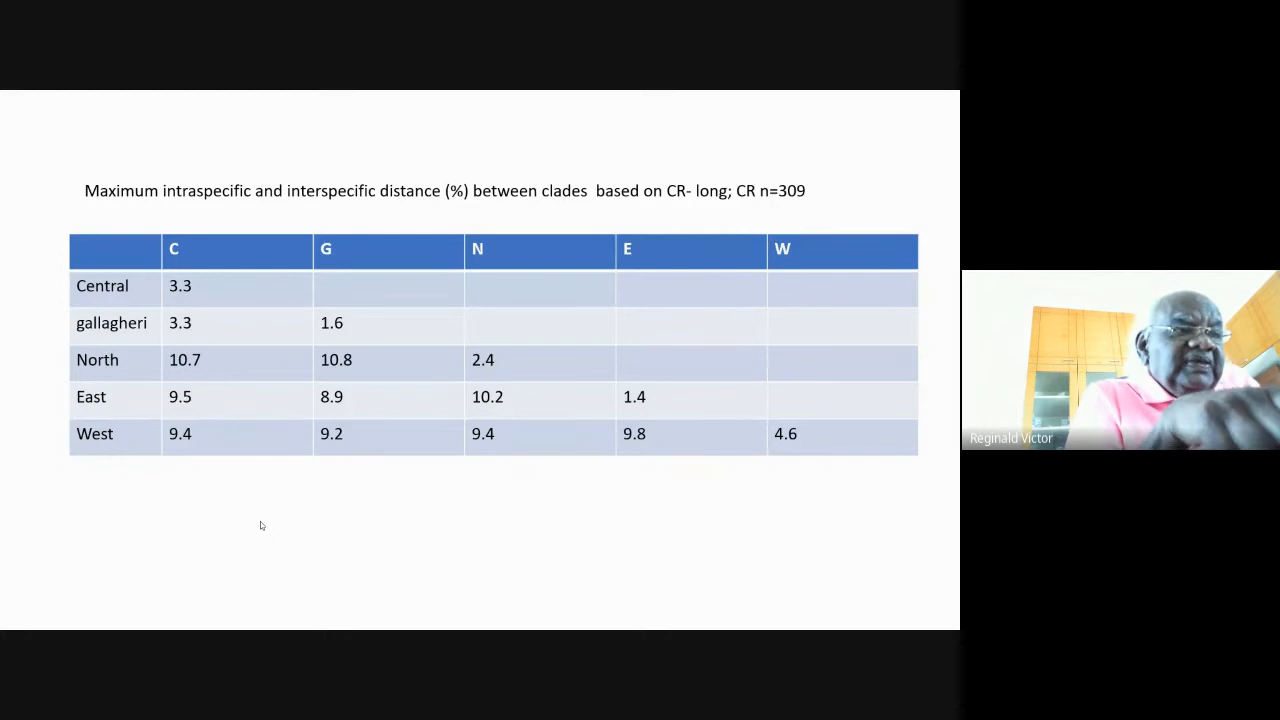 Maximum intraspecific and interspecific distance (%) between clades based on CR- long; CR n=309
C G N E W
Central 3.3
gallagheri 3.3 1.6
North 10.7 10.8 2.4
East 9.5 8.9 10.2 1.4
West 9.4 9.2 9.4 9.8 4.6
Reginald Victor